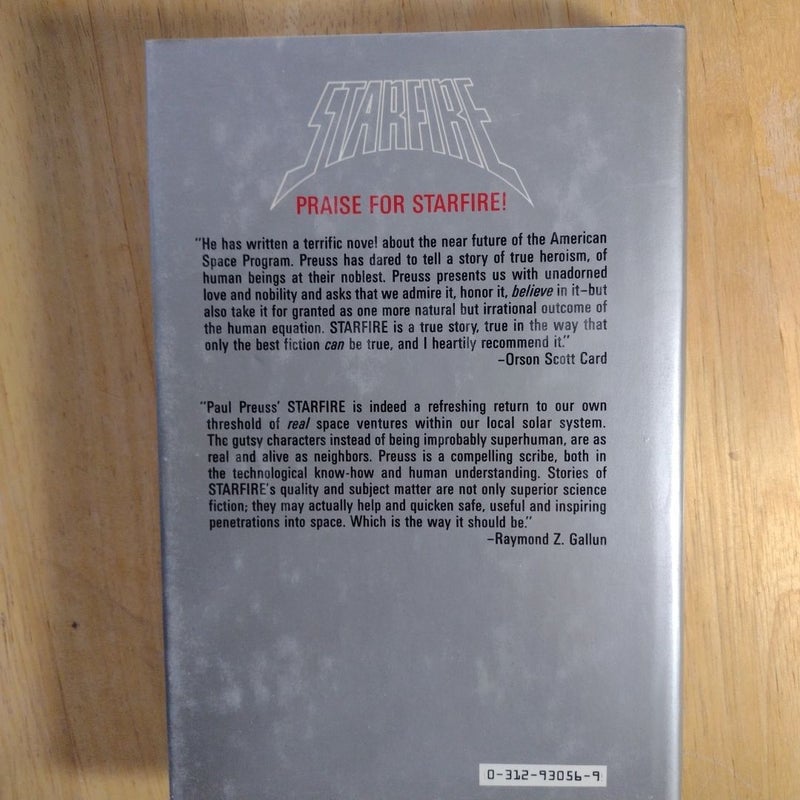 STARFIRE
PRAISE FOR STARFIRE!
"He has written a terrific novel about the near future of the American
Space Program. Preuss has dared to tell a story of true heroism, of
human beings at their noblest. Preuss presents us with unadorned
love and nobility and asks that we admire it, honor it, believe in it–but
also take it for granted as one more natural but irrational outcome of
the human equation. STARFIRE is a true story, true in the way that
only the best fiction can be true, and I heartily recommend it."
–Orson Scott Card
"Paul Preuss' STARFIRE is indeed a refreshing return to our own
threshold of real space ventures within our local solar system.
The gutsy characters instead of being improbably superhuman, are as
real and alive as neighbors. Preuss is a compelling scribe, both in
the technological know-how and human understanding. Stories of
STARFIRE's quality and subject matter are not only superior science
fiction; they may actually help and quicken safe, useful and inspiring
penetrations into space. Which is the way it should be."
–Raymond Z. Gallun
0-312-93056-9